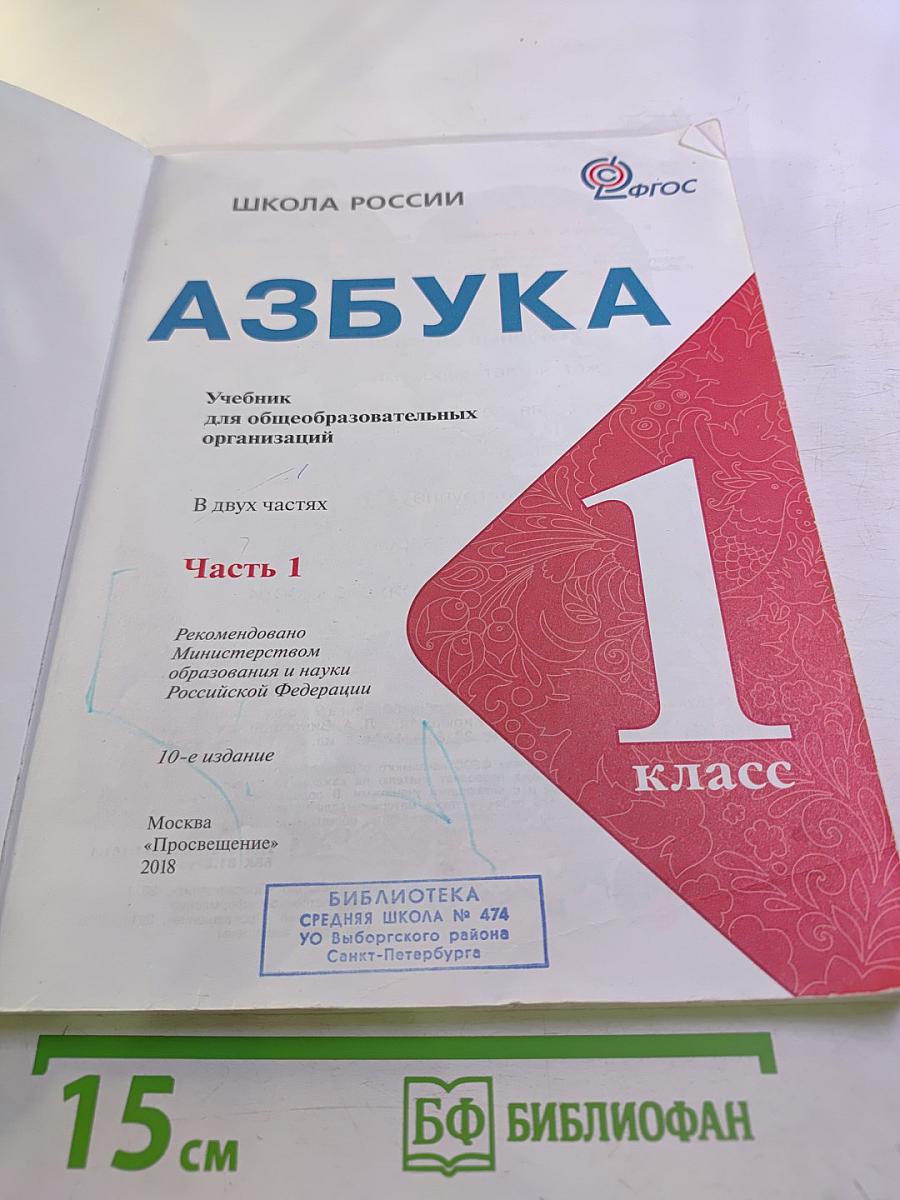 ШКОЛА РОССИИ
ФГОС
АЗБУКА
Учебник
для общеобразовательных
организаций
В двух частях
Часть 1
Рекомендовано
Министерством
образования и науки
Российской Федерации
10-е издание
Москва
«Просвещение»
2018
1
класс
БИБЛИОТЕКА
СРЕДНЯЯ ШКОЛА № 474
УО Выборгского района
Санкт-Петербурга
15 см
БФ БИБЛИОФАН